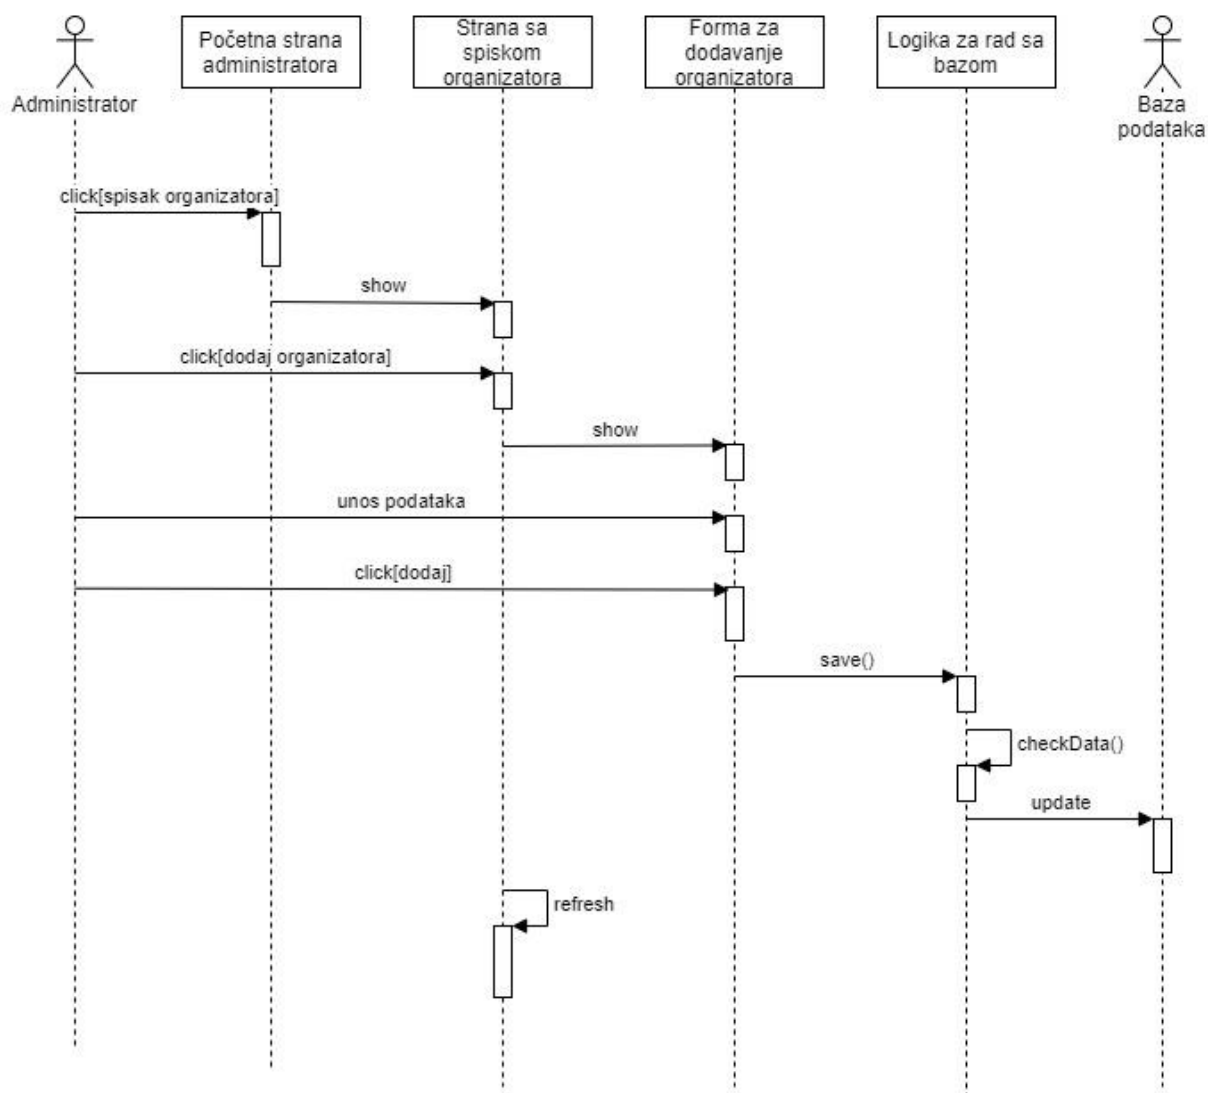 Administrator
Početna strana
administratora
Strana sa
spiskom
organizatora
Forma za
dodavanje
organizatora
Logika za rad sa
bazom
Baza
podataka
click[spisak organizatora]
show
click[dodaj organizatora]
show
unos podataka
click[dodaj]
save()
checkData()
update
refresh